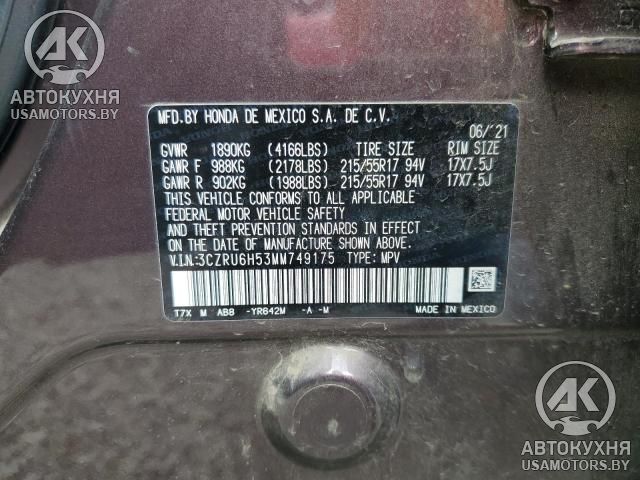 AK
АВТОКУХНЯ
USAMOTORS.BY
MFD.BY HONDA DE MEXICO S.A. DE C.V.
06/'21
GVWR 1890KG (4166LBS) TIRE SIZE RIM SIZE
GAWR F 988KG (2178LBS) 215/55R17 94V 17X7.5J
GAWR R 902KG (1988LBS) 215/55R17 94V 17X7.5J
THIS VEHICLE CONFORMS TO ALL APPLICABLE
FEDERAL MOTOR VEHICLE SAFETY
AND THEFT PREVENTION STANDARDS IN EFFECT
ON THE DATE OF MANUFACTURE SHOWN ABOVE.
V.I.N:3CZRU6H53MM749175 TYPE: MPV
T7X M AB8 -YR642M -A -M MADE IN MEXICO
AK
АВТОКУХНЯ
USAMOTORS.BY